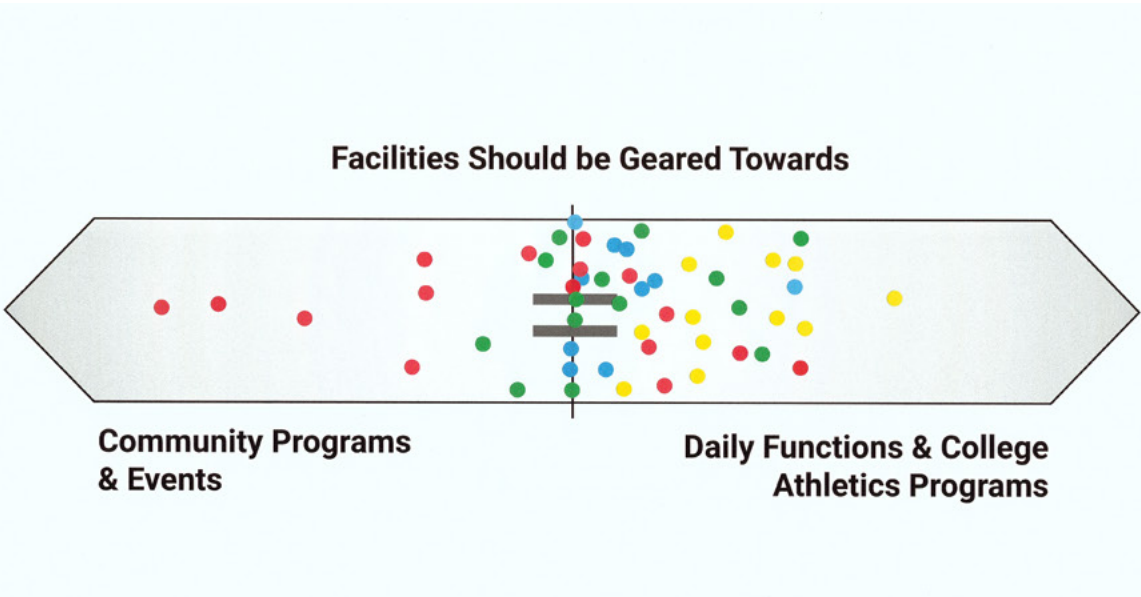 Facilities Should be Geared Towards
Community Programs
& Events
Daily Functions & College
Athletics Programs